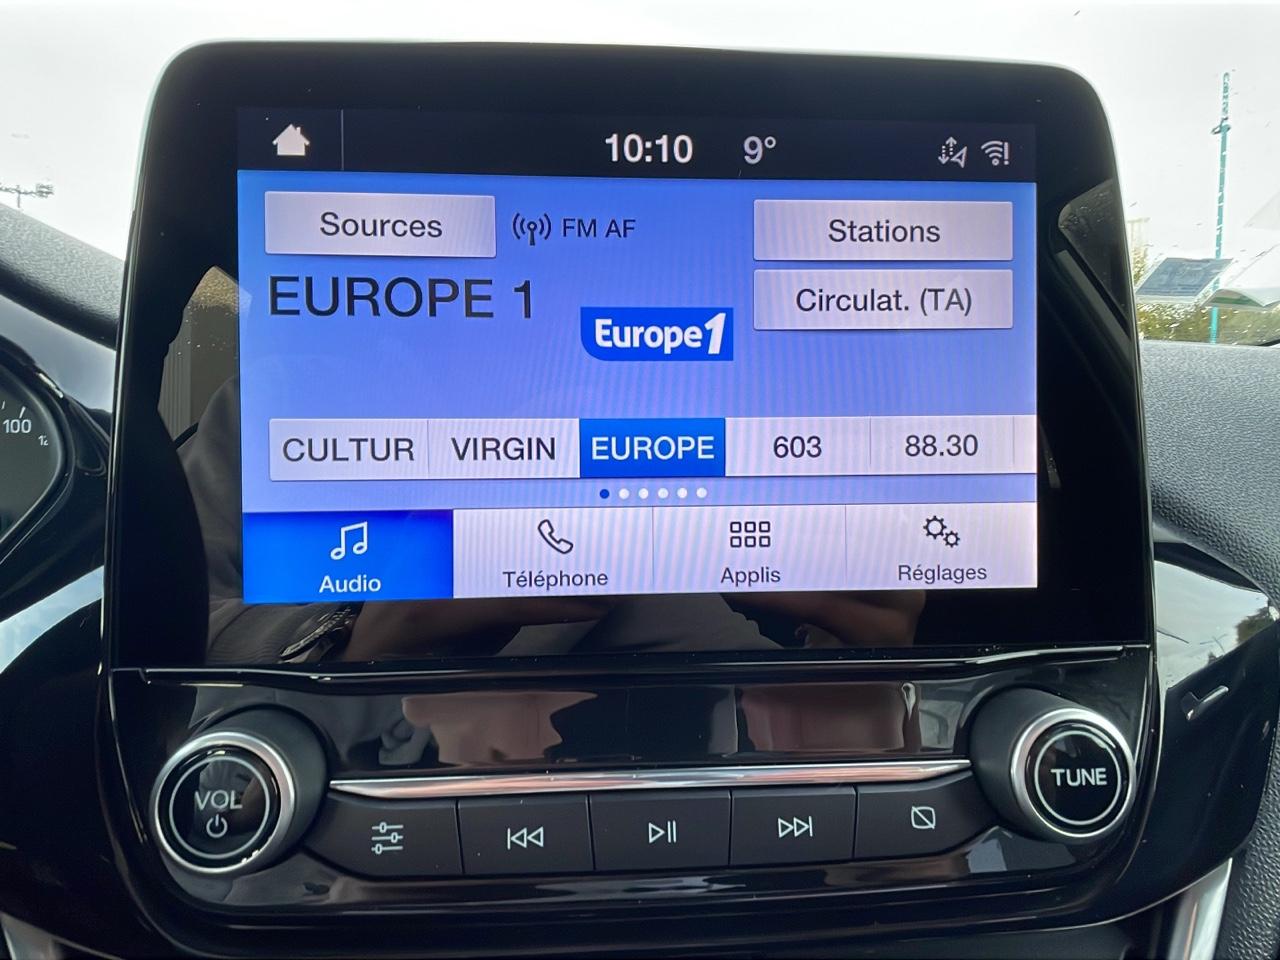 10:10 9°
Sources FM AF Stations
EUROPE 1 Circulat. (TA)
Europe1
CULTUR VIRGIN EUROPE 603 88.30
Audio Téléphone Applis Réglages
100
12
VOL
TUNE